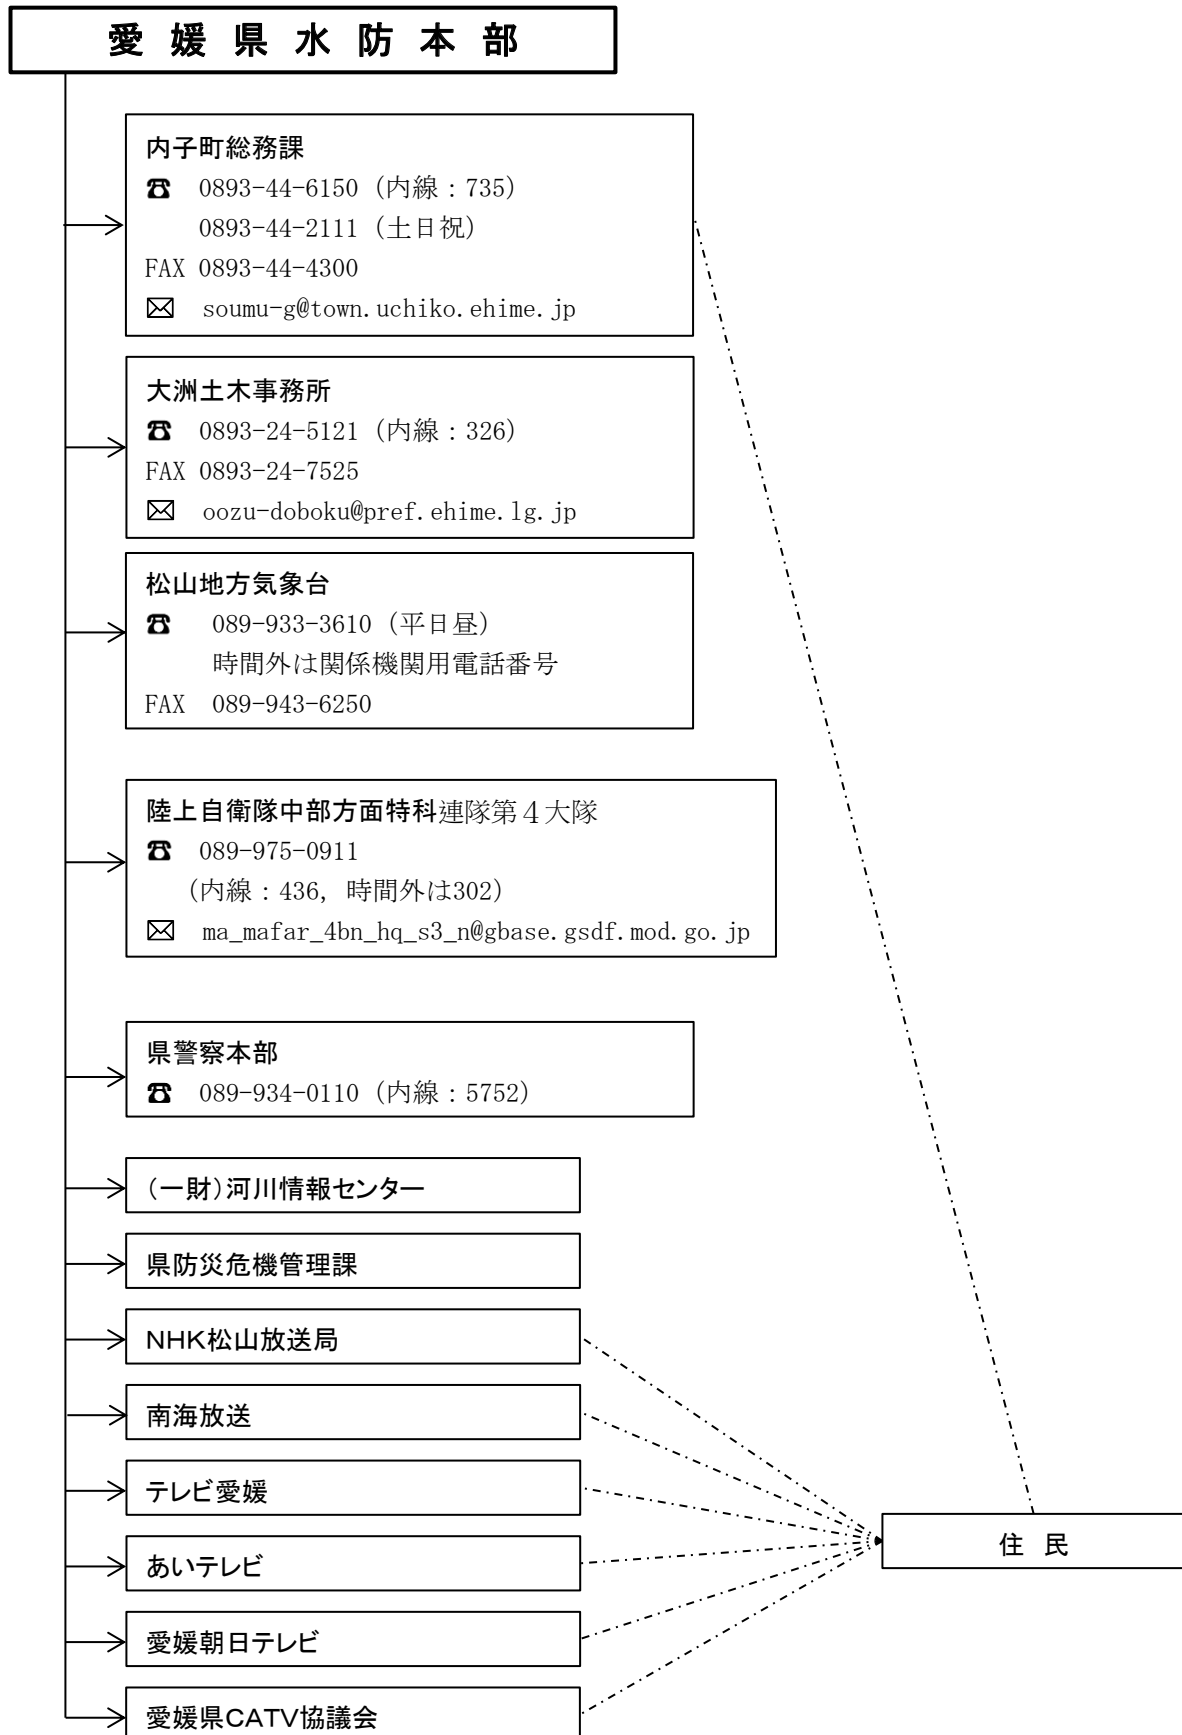 愛媛県水防本部
内子町総務課
☎ 0893-44-6150（内線：735）
0893-44-2111（土日祝）
FAX 0893-44-4300
✉ soumu-g@town.uchiko.ehime.jp
大洲土木事務所
☎ 0893-24-5121（内線：326）
FAX 0893-24-7525
✉ oozu-doboku@pref.ehime.lg.jp
松山地方気象台
☎ 089-933-3610（平日昼）
時間外は関係機関用電話番号
FAX 089-943-6250
陸上自衛隊中部方面特科連隊第４大隊
☎ 089-975-0911
（内線：436，時間外は302）
✉ ma_mafar_4bn_hq_s3_n@gbase.gsdf.mod.go.jp
県警察本部
☎ 089-934-0110（内線：5752）
（一財）河川情報センター
県防災危機管理課
NHK松山放送局
南海放送
テレビ愛媛
住民
あいテレビ
愛媛朝日テレビ
愛媛県CATV協議会